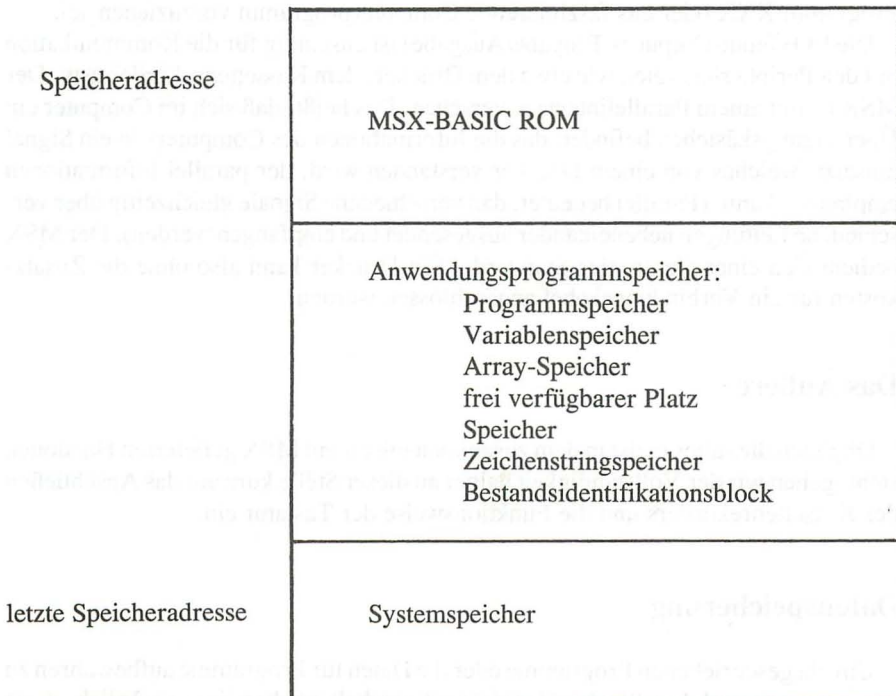 Speicheradresse
MSX-BASIC ROM
Anwendungsprogrammspeicher:
Programmspeicher
Variablenspeicher
Array-Speicher
frei verfügbarer Platz
Speicher
Zeichenstringspeicher
Bestandsidentifikationsblock
letzte Speicheradresse
Systemspeicher